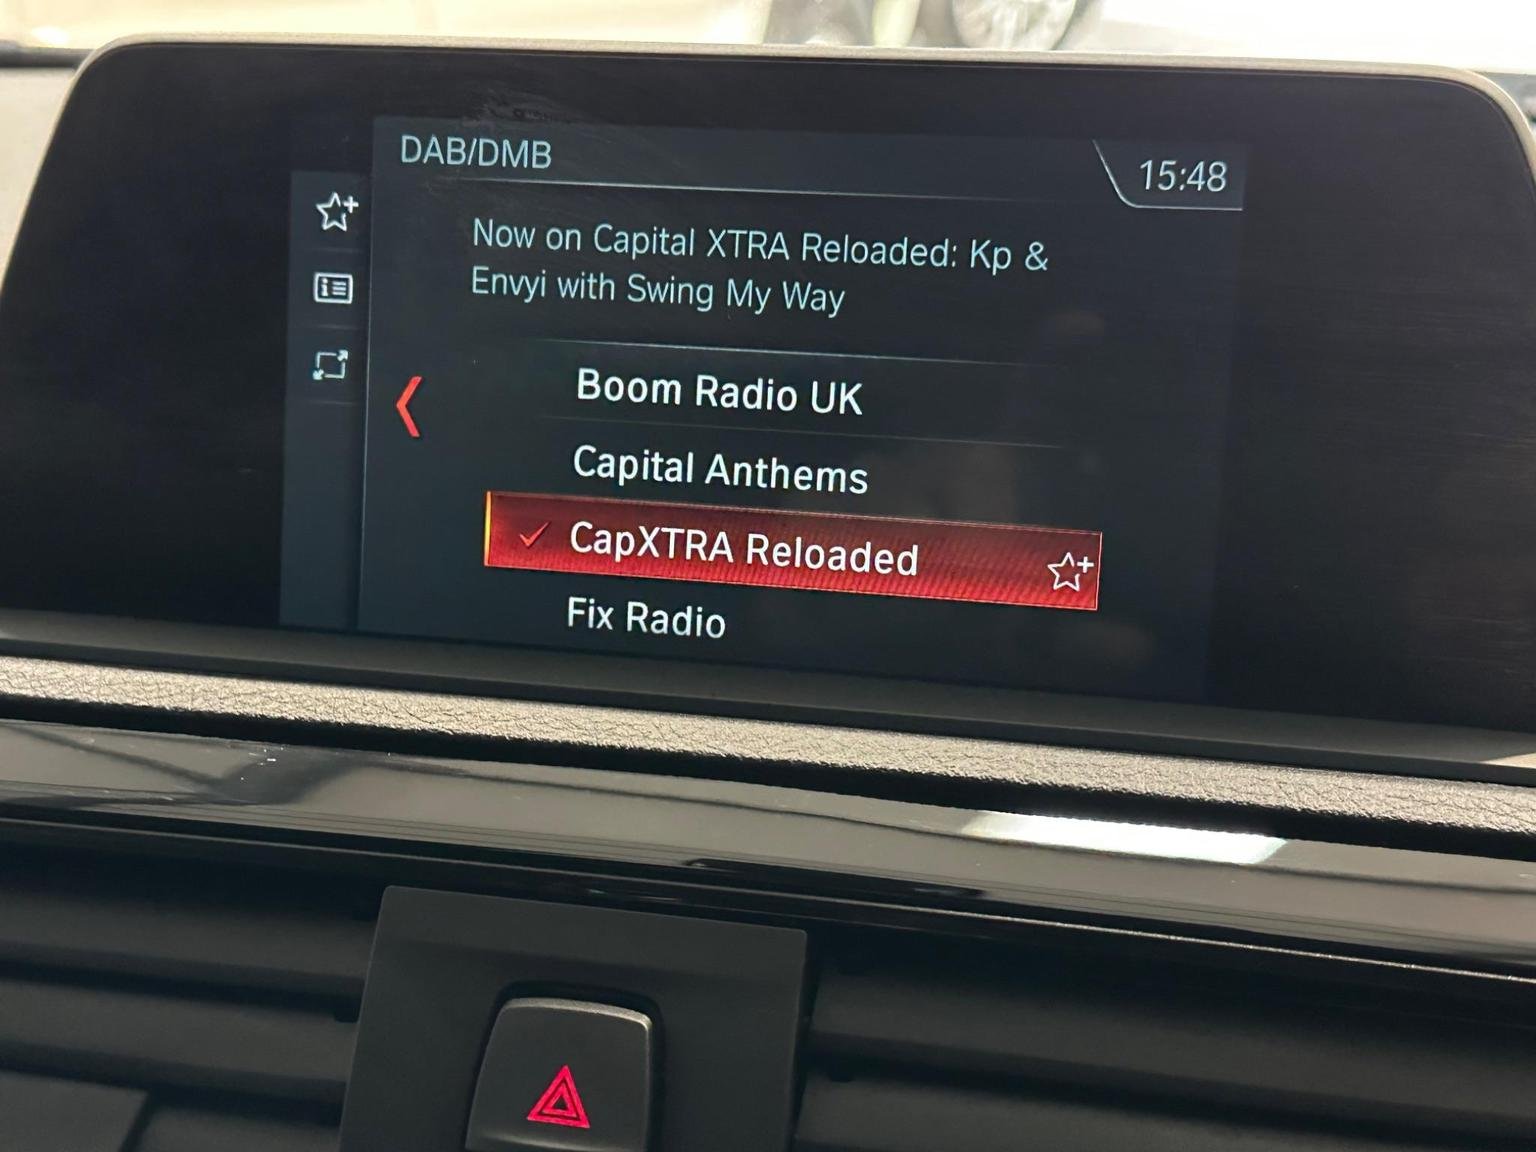 DAB/DMB
15:48
Now on Capital XTRA Reloaded: Kp &
Envyi with Swing My Way
Boom Radio UK
Capital Anthems
CapXTRA Reloaded
Fix Radio